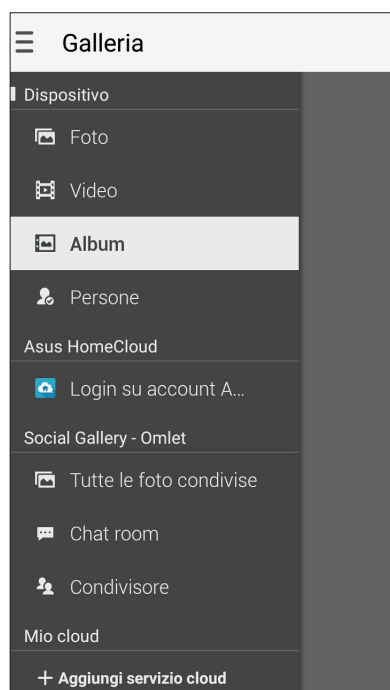 Galleria
Dispositivo
Foto
Video
Album
Persone
Asus HomeCloud
Login su account A...
Social Gallery - Omlet
Tutte le foto condivise
Chat room
Condivisore
Mio cloud
+ Aggiungi servizio cloud